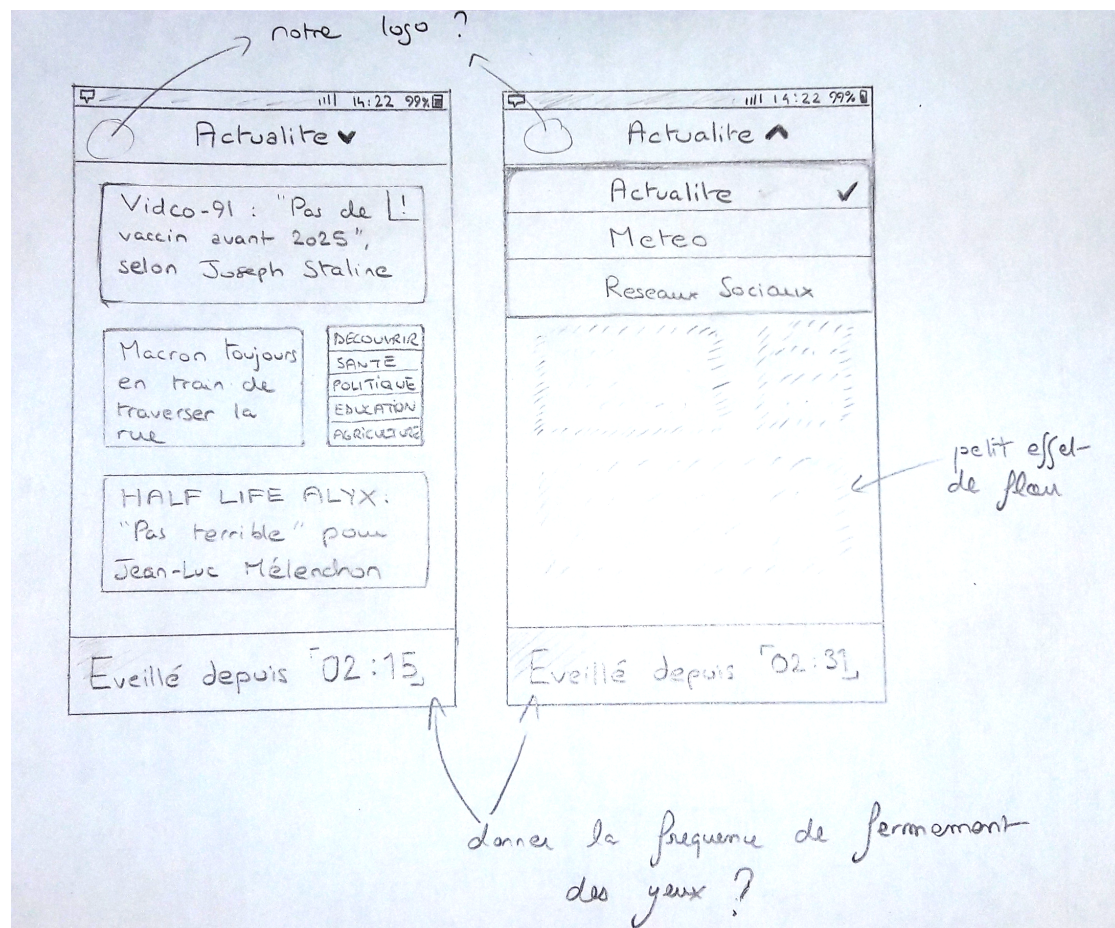 notre logo ?
14:22 99%
Actualite
Vidco-91 : "Pas de !
vaccin avant 2025",
selon Joseph Staline
Macron toujours
en train de
traverser la
rue
DECOUVRIR
SANTE
POLITIQUE
EDUCATION
AGRICULTURE
HALF LIFE ALYX.
"Pas terrible" pour
Jean-Luc Mélenchon
Eveillé depuis 「02:15」
14:22 99%
Actualite
Actualite
Meteo
Reseaux Sociaux
petit effet
de flou
Eveillé depuis 「02:31」
donner la frequence de fermement
des yeux ?